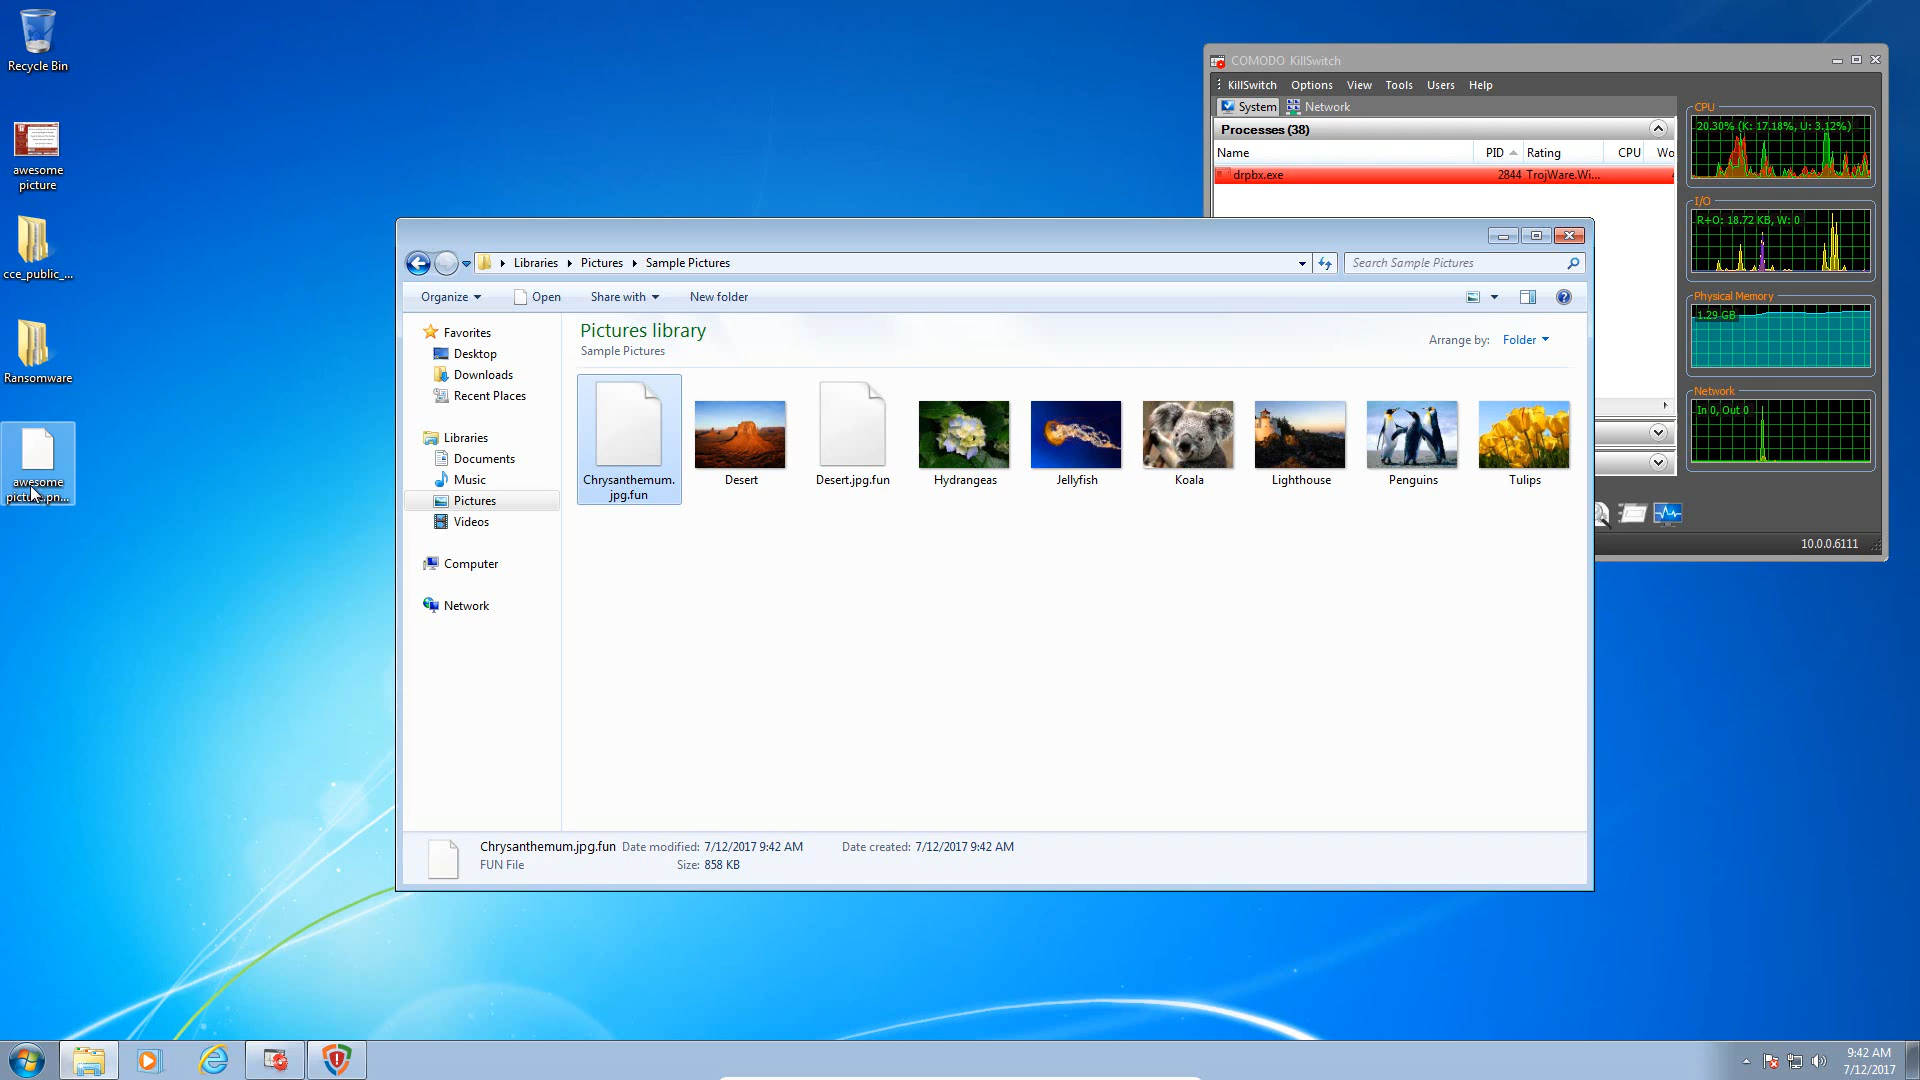 Recycle Bin
awesome
picture
cce_public_...
Ransomware
awesome
COMODO KillSwitch
KillSwitch Options View Tools Users Help
System Network
Processes (38)
Name PID Rating CPU Wo
drpbx.exe 2844 TrojWare.Wi...
CPU
20.30% (K: 17.18%, U: 3.12%)
I/O
R+O: 18.72 KB, W: 0
Physical Memory
1.29 GB
Network
In 0, Out 0
10.0.0.6111
Libraries Pictures Sample Pictures
Search Sample Pictures
Organize Open Share with New folder
Favorites
Desktop
Downloads
Recent Places
Libraries
Documents
Music
Pictures
Videos
Computer
Network
Pictures library
Sample Pictures
Arrange by: Folder
Chrysanthemum.
jpg.fun
Desert
Desert.jpg.fun
Hydrangeas
Jellyfish
Koala
Lighthouse
Penguins
Tulips
Chrysanthemum.jpg.fun Date modified: 7/12/2017 9:42 AM Date created: 7/12/2017 9:42 AM
FUN File Size: 858 KB
9:42 AM
7/12/2017